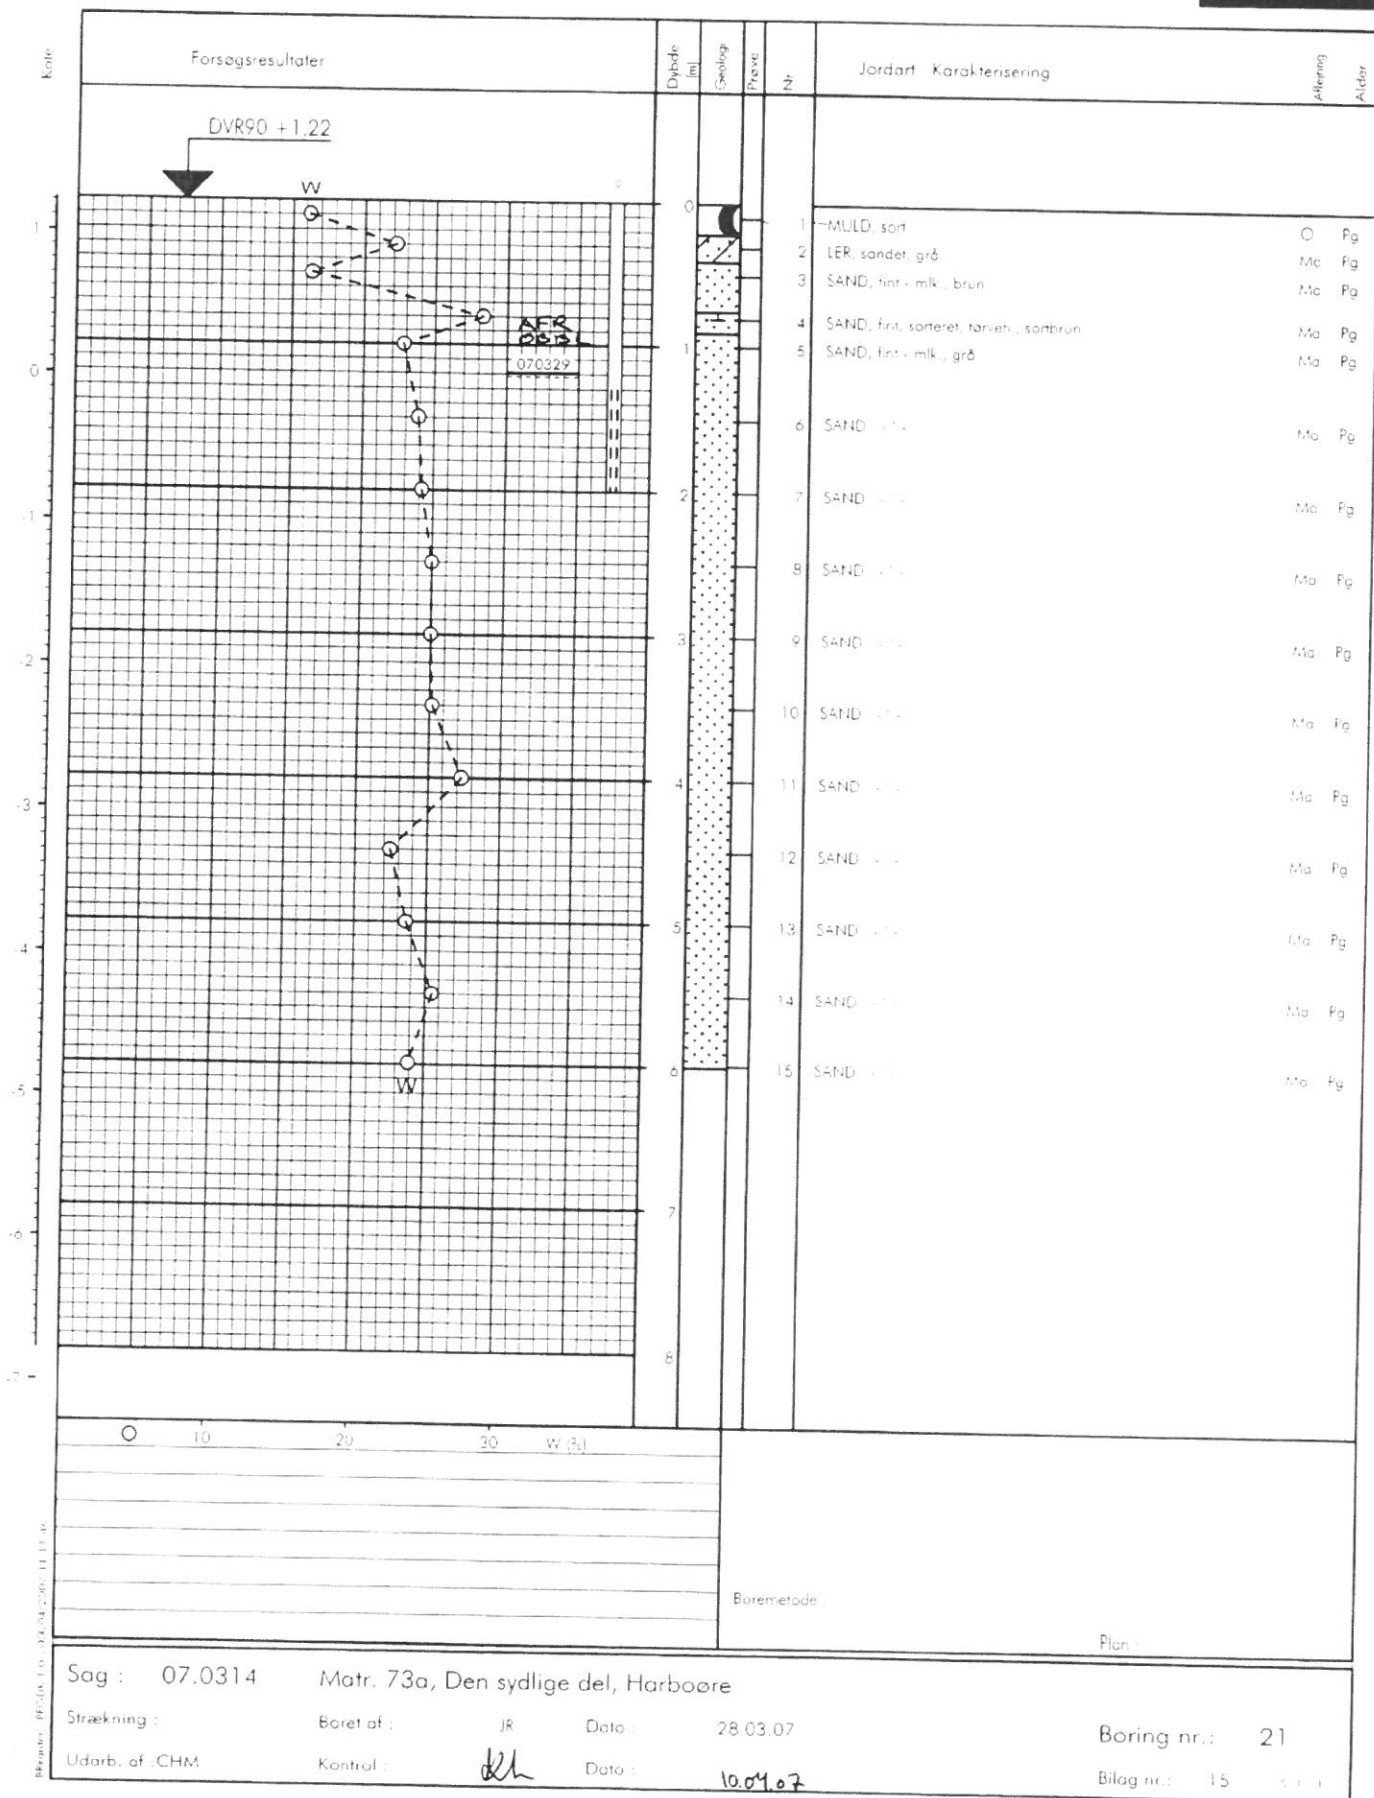 Kote
Forsøgsresultater
Dybde [m]
Geologi
Prøve
Nr
Jordart Karakterisering
Aflejring
Alder
DVR90 +1,22
W
1
0
-1
-2
-3
-4
-5
-6
-7
070329
W
0
1
2
3
4
5
6
7
8
1 MULD, sort O Pg
2 LER, sandet, grå Ma Pg
3 SAND, fint - mlk., brun Ma Pg
4 SAND, fint, sorteret, tørveh., sortbrun Ma Pg
5 SAND, fint - mlk., grå Ma Pg
6 SAND Ma Pg
7 SAND Ma Pg
8 SAND Ma Pg
9 SAND Ma Pg
10 SAND Ma Pg
11 SAND Ma Pg
12 SAND Ma Pg
13 SAND Ma Pg
14 SAND Ma Pg
15 SAND Ma Pg
10 20 30 W (%)
Boremetode :
Plan :
Sag : 07.0314 Matr. 73a, Den sydlige del, Harboøre
Strækning : Boret af : JR Dato : 28.03.07 Boring nr.: 21
Udarb. af : CHM Kontrol : Dato : 10.04.07 Bilag nr.: 15